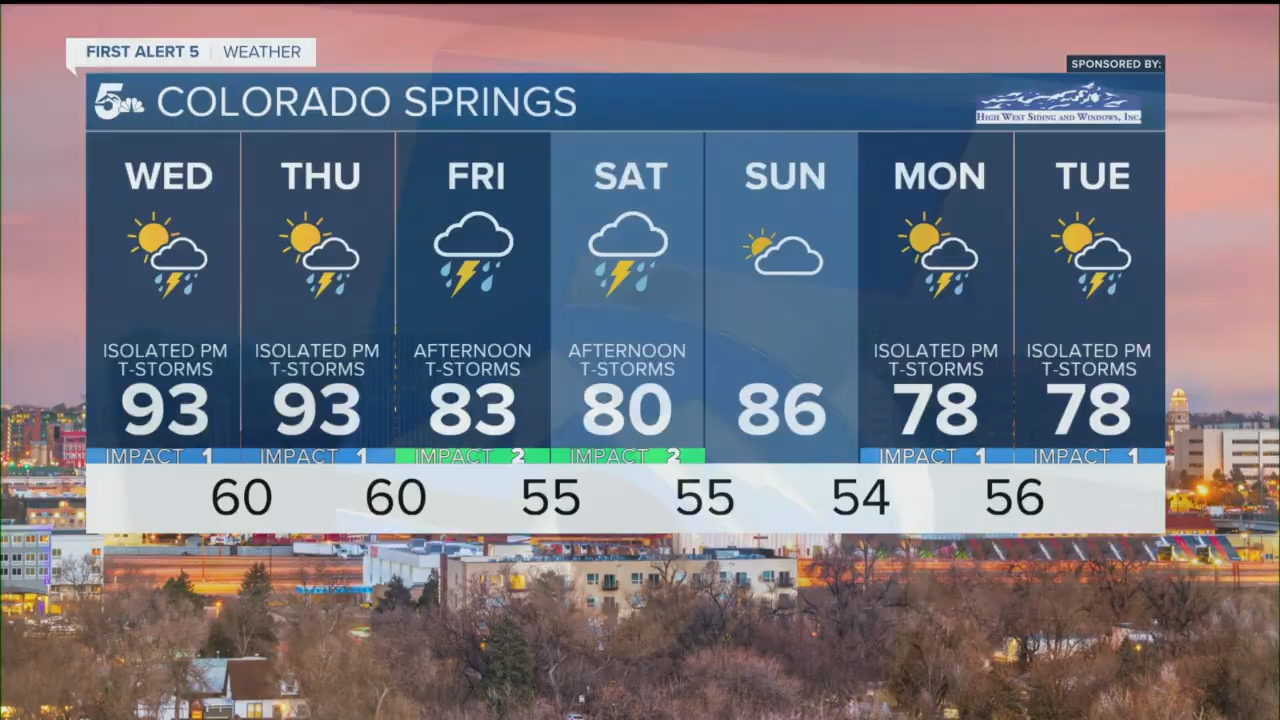 FIRST ALERT 5 | WEATHER
SPONSORED BY:
5 COLORADO SPRINGS
HIGH WEST SIDING AND WINDOWS, INC.
WED THU FRI SAT SUN MON TUE
ISOLATED PM ISOLATED PM AFTERNOON AFTERNOON ISOLATED PM ISOLATED PM
T-STORMS T-STORMS T-STORMS T-STORMS T-STORMS T-STORMS
93 93 83 80 86 78 78
IMPACT 1 IMPACT 1 IMPACT 2 IMPACT 2 IMPACT 1 IMPACT 1
60 60 55 55 54 56